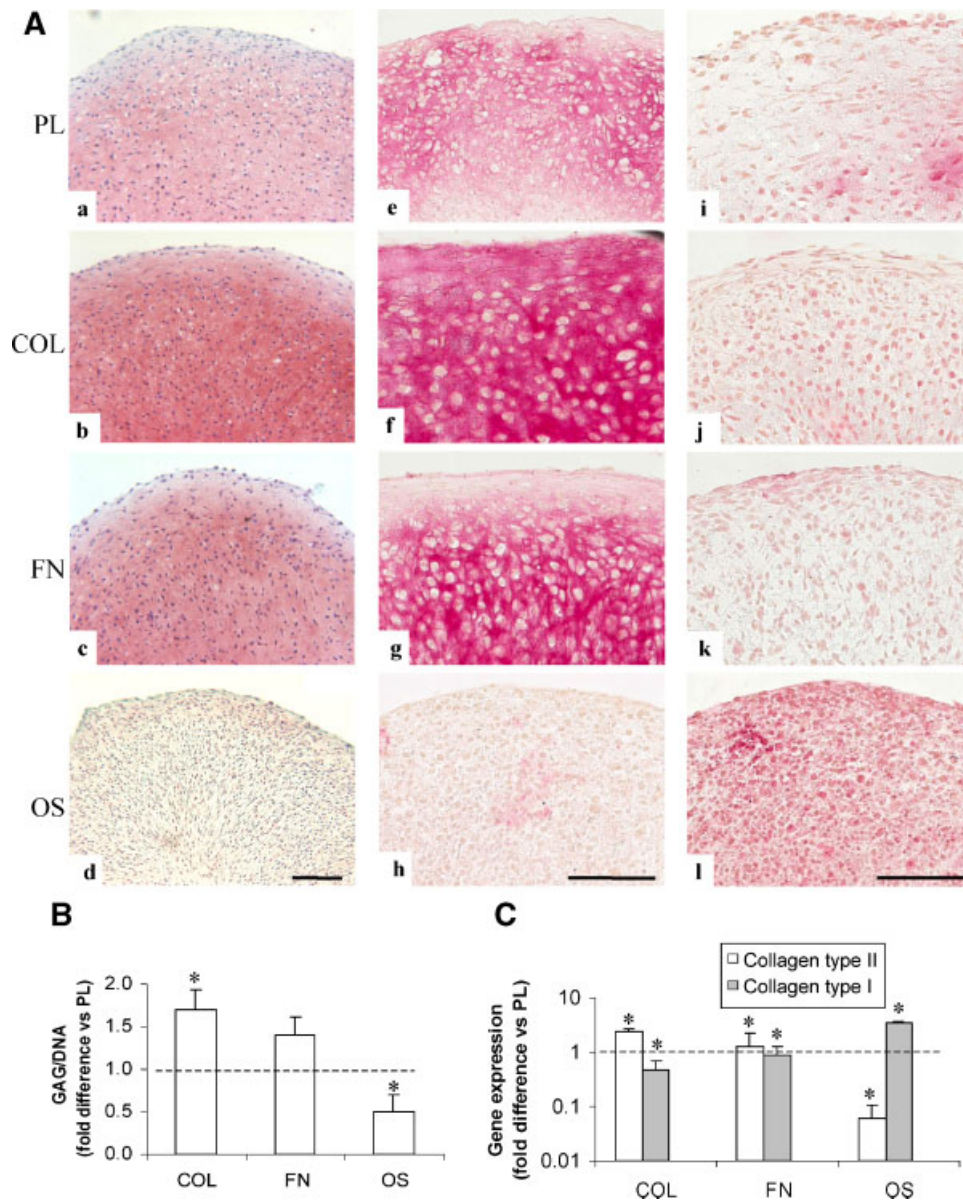 A
PL
a
e
i
COL
b
f
j
FN
c
g
k
OS
d
h
l
B
GAG/DNA
(fold difference vs PL)
2.0
1.5
1.0
0.5
0.0
*
*
COL
FN
OS
C
Collagen type II
Collagen type I
Gene expression
(fold difference vs PL)
10
1
0.1
0.01
*
*
*
*
*
*
COL
FN
OS